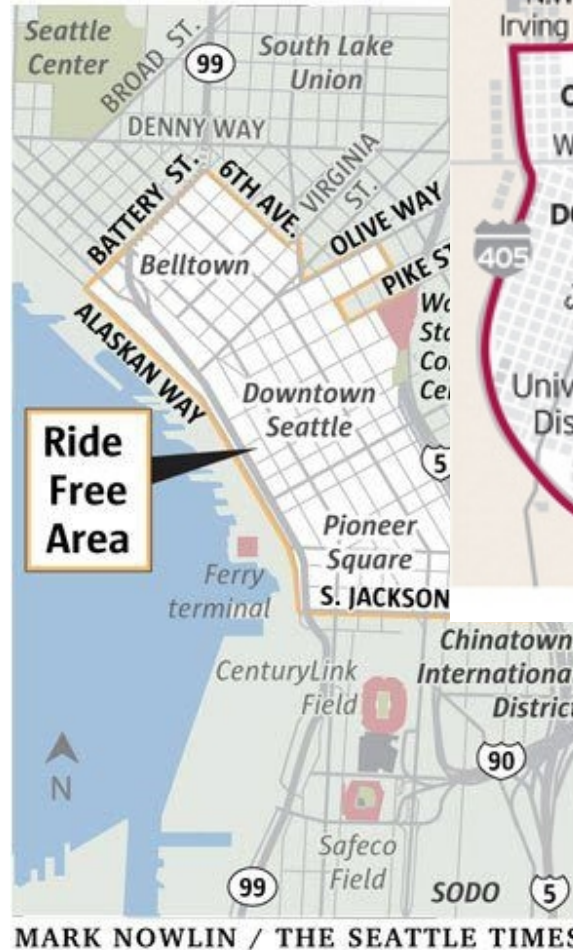 Seattle
Center
BROAD ST.
99
South Lake
Union
DENNY WAY
VIRGINIA
ST.
BATTERY ST.
6TH AVE.
OLIVE WAY
PIKE
Belltown
ALASKAN WAY
Downtown
Seattle
5
Ride
Free
Area
Pioneer
Square
Ferry
terminal
S. JACKSON
Chinatown
CenturyLink
Field
District
90
N
Safeco
Field
99
SODO
5
MARK NOWLIN / THE SEATTLE TIMES
Irving
405